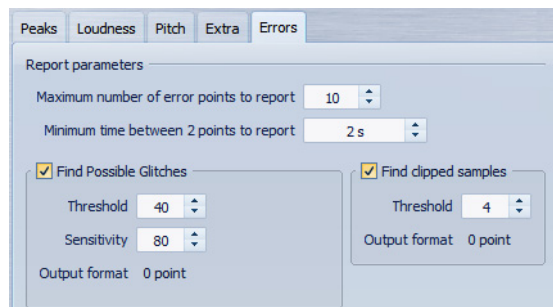 Peaks Loudness Pitch Extra Errors
Report parameters
Maximum number of error points to report 10
Minimum time between 2 points to report 2 s
Find Possible Glitches
Threshold 40
Sensitivity 80
Output format 0 point
Find clipped samples
Threshold 4
Output format 0 point